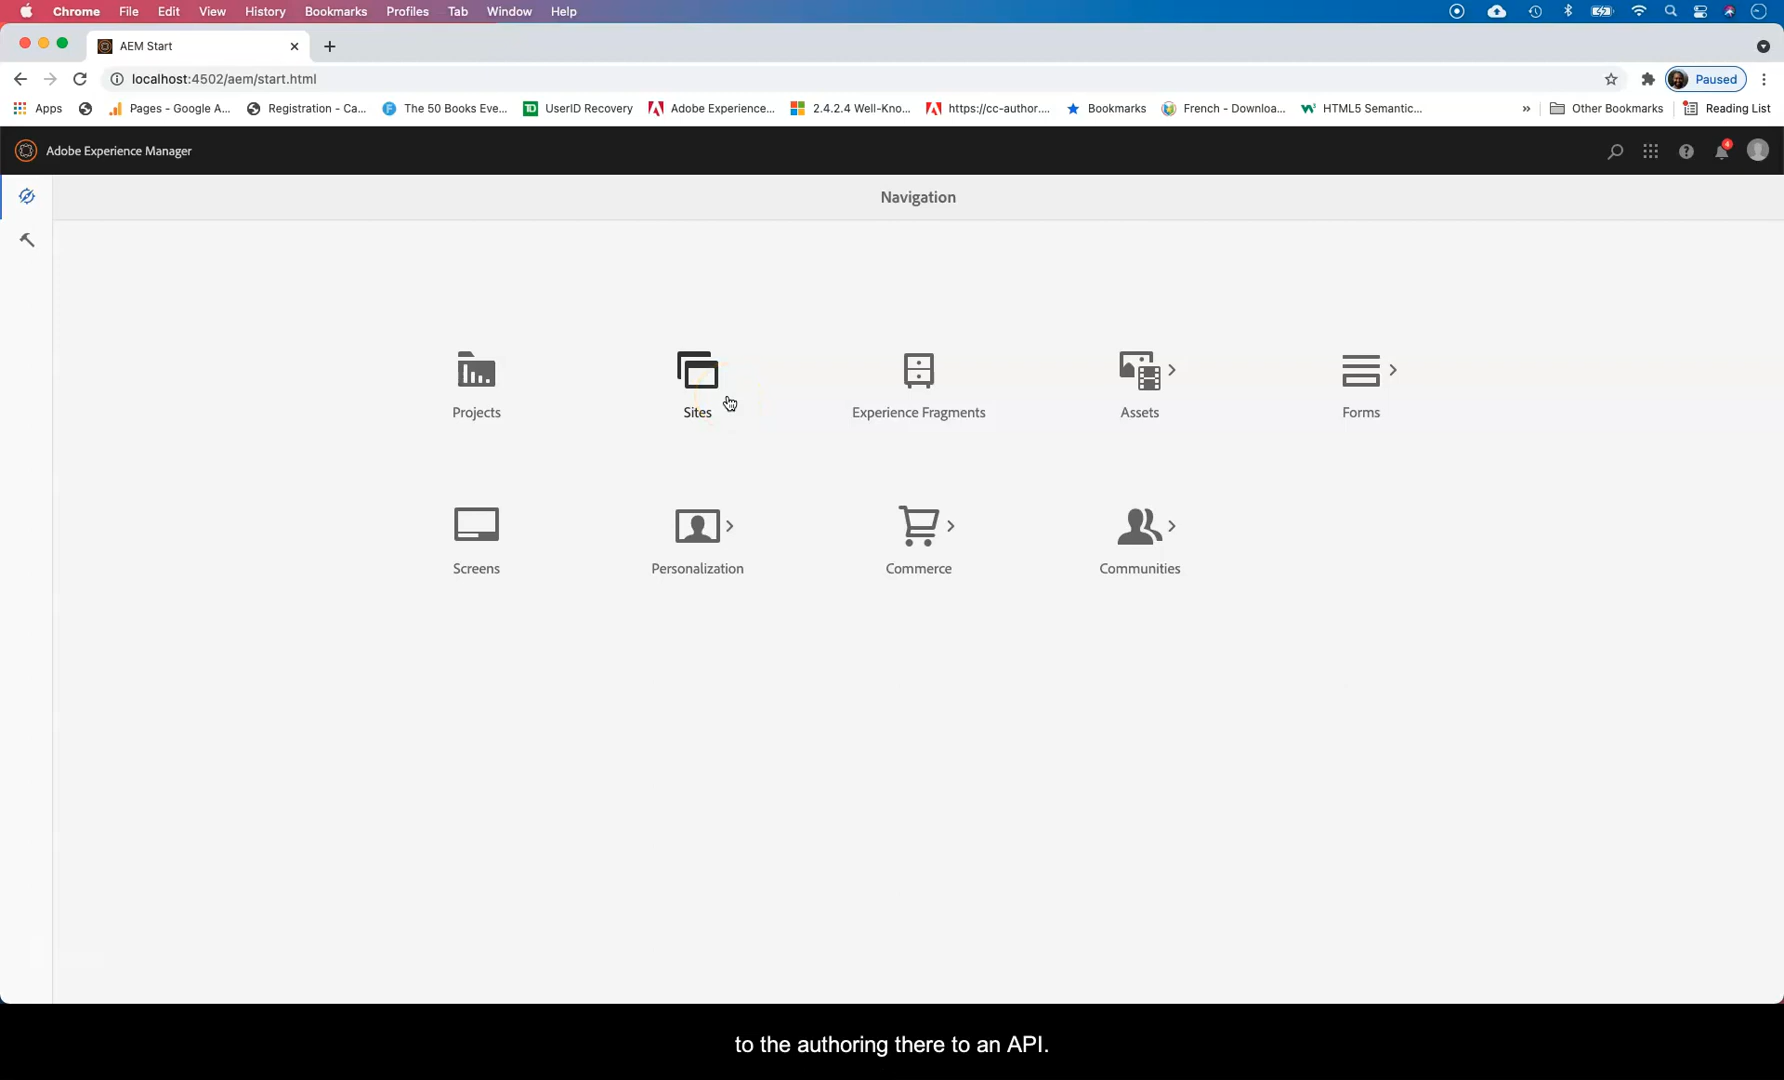 Chrome File Edit View History Bookmarks Profiles Tab Window Help
AEM Start
localhost:4502/aem/start.html
Paused
Apps Pages - Google A... Registration - Ca... The 50 Books Eve... UserID Recovery Adobe Experience... 2.4.2.4 Well-Kno... https://cc-author.... Bookmarks French - Downloa... HTML5 Semantic... » Other Bookmarks Reading List
Adobe Experience Manager
4
Navigation
Projects Sites Experience Fragments Assets Forms
Screens Personalization Commerce Communities
to the authoring there to an API.